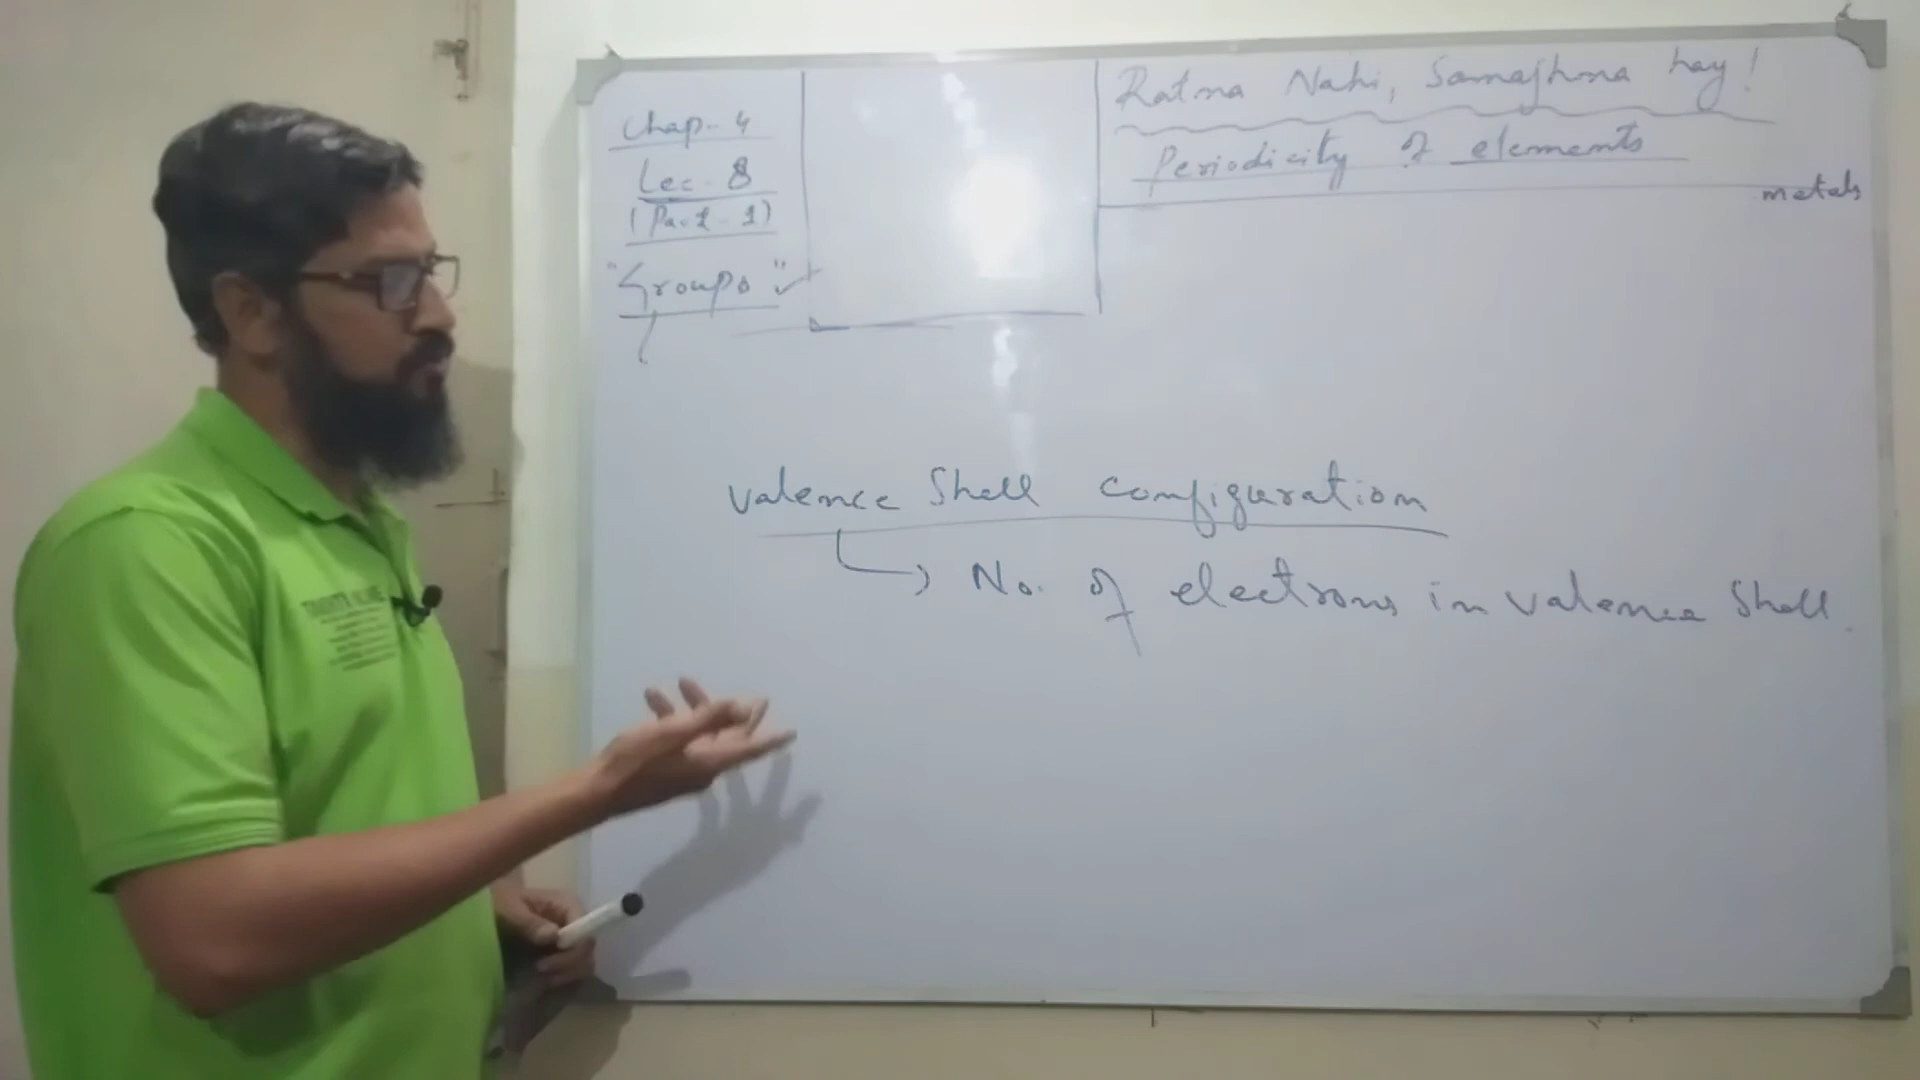 Chap. 4
Lec. 8
(Part-1)
"Groups"
Ratna Nahi, Samajhna hay!
Periodicity of elements
metals
Valence Shell configuration
No. of electrons in valence shell.